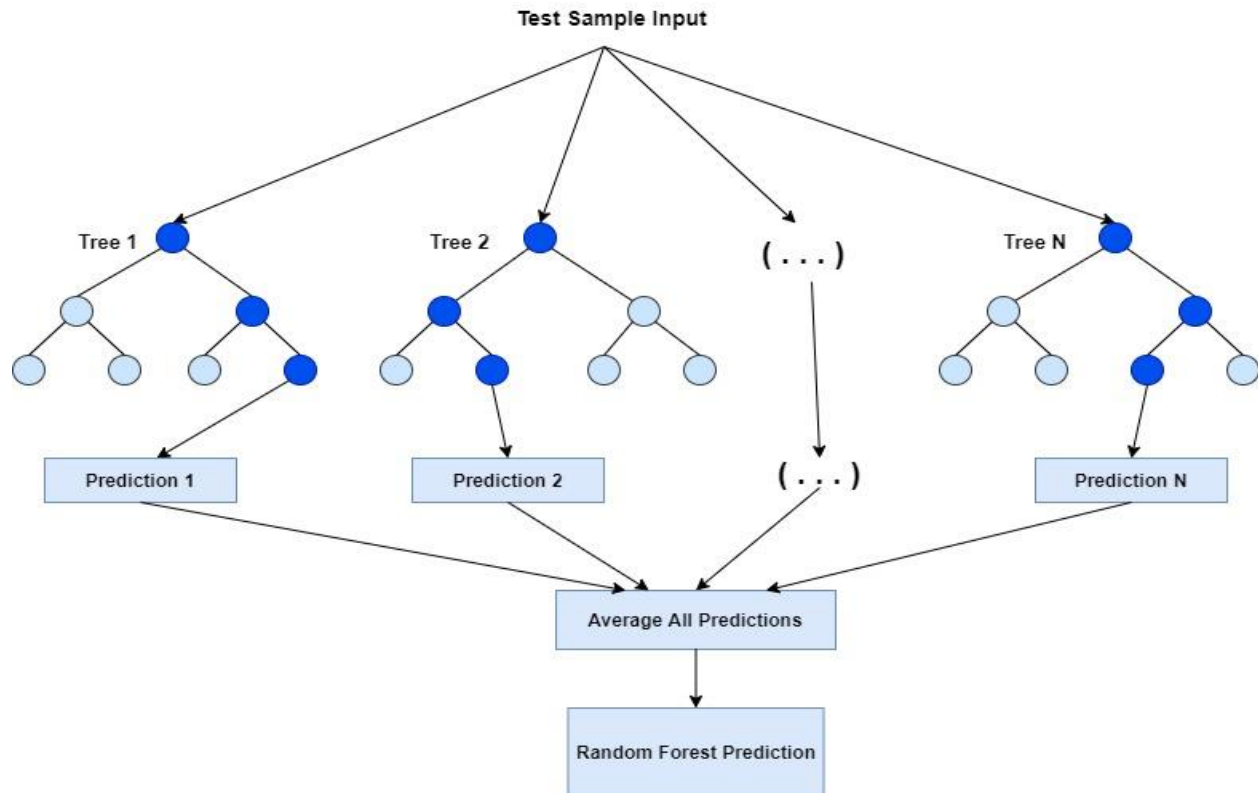 Test Sample Input
Tree 1
Tree 2
(...)
Tree N
Prediction 1
Prediction 2
(...)
Prediction N
Average All Predictions
Random Forest Prediction